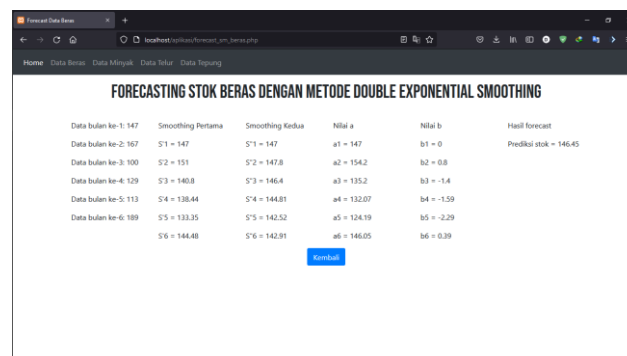 Forecast Data Beras
localhost/aplikasi/forecast_sm_beras.php
Home Data Beras Data Minyak Data Telur Data Tepung
FORECASTING STOK BERAS DENGAN METODE DOUBLE EXPONENTIAL SMOOTHING
Data bulan ke-1: 147 Smoothing Pertama Smoothing Kedua Nilai a Nilai b Hasil forecast
Data bulan ke-2: 167 S'1 = 147 S"1 = 147 a1 = 147 b1 = 0 Prediksi stok = 146.45
Data bulan ke-3: 100 S'2 = 151 S"2 = 147.8 a2 = 154.2 b2 = 0.8
Data bulan ke-4: 129 S'3 = 140.8 S"3 = 146.4 a3 = 135.2 b3 = -1.4
Data bulan ke-5: 113 S'4 = 138.44 S"4 = 144.81 a4 = 132.07 b4 = -1.59
Data bulan ke-6: 189 S'5 = 133.35 S"5 = 142.52 a5 = 124.19 b5 = -2.29
S'6 = 144.48 S"6 = 142.91 a6 = 146.05 b6 = 0.39
Kembali